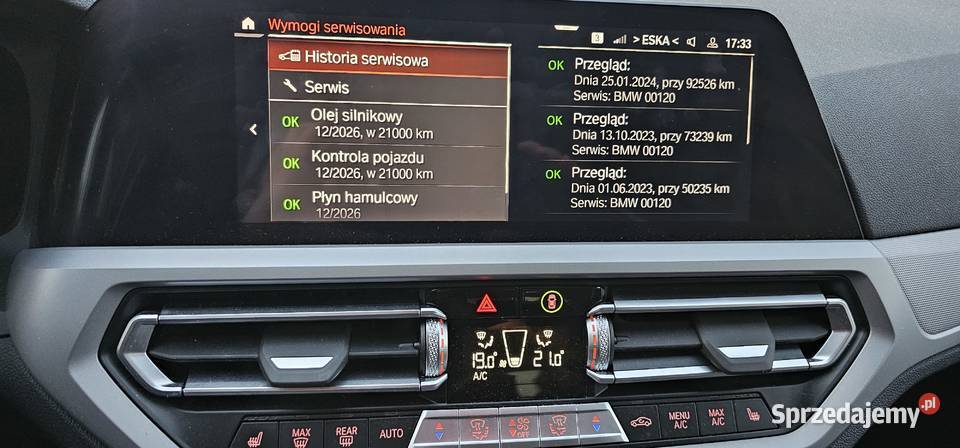 Wymogi serwisowania
3 >ESKA< 17:33
Historia serwisowa
Serwis
OK Olej silnikowy
12/2026, w 21000 km
OK Kontrola pojazdu
12/2026, w 21000 km
OK Płyn hamulcowy
12/2026
OK Przegląd:
Dnia 25.01.2024, przy 92526 km
Serwis: BMW 00120
OK Przegląd:
Dnia 13.10.2023, przy 73239 km
Serwis: BMW 00120
OK Przegląd:
Dnia 01.06.2023, przy 50235 km
Serwis: BMW 00120
19.0° 21.0°
A/C
MAX
REAR
AUTO
OFF
MENU
A/C
MAX
A/C
Sprzedajemy.pl